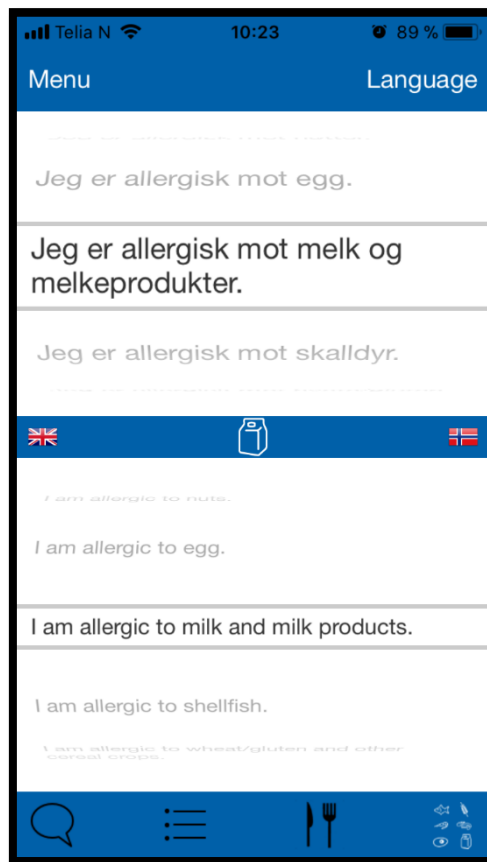 Telia N 10:23 89 %
Menu Language
Jeg er allergisk mot egg.
Jeg er allergisk mot melk og
melkeprodukter.
Jeg er allergisk mot skalldyr.
I am allergic to nuts.
I am allergic to egg.
I am allergic to milk and milk products.
I am allergic to shellfish.
I am allergic to wheat/gluten and other
cereal crops.